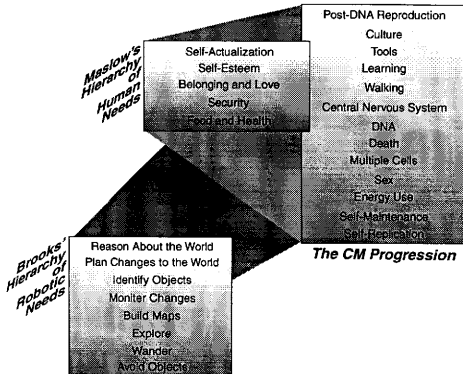 Maslow's
Hierarchy
of
Human
Needs
Self-Actualization
Self-Esteem
Belonging and Love
Security
Food and Health
Post-DNA Reproduction
Culture
Tools
Learning
Walking
Central Nervous System
DNA
Death
Multiple Cells
Sex
Energy Use
Self-Maintenance
Self-Replication
The CM Progression
Brooks'
Hierarchy
of
Robotic
Needs
Reason About the World
Plan Changes to the World
Identify Objects
Moniter Changes
Build Maps
Explore
Wander
Avoid Objects